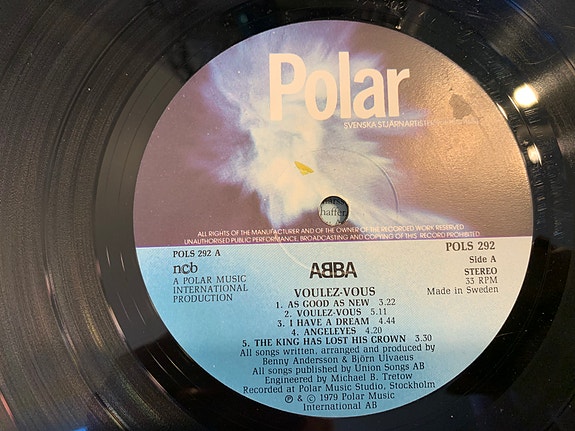 Polar
SVENSKA STJÄRNARTISTER
ALL RIGHTS OF THE MANUFACTURER AND OF THE OWNER OF THE RECORDED WORK RESERVED
UNAUTHORISED PUBLIC PERFORMANCE, BROADCASTING AND COPYING OF THIS RECORD PROHIBITED
POLS 292 A
POLS 292
ncb
Side A
A POLAR MUSIC
INTERNATIONAL
PRODUCTION
STEREO
33 RPM
Made in Sweden
ABBA
VOULEZ-VOUS
1. AS GOOD AS NEW 3.22
2. VOULEZ-VOUS 5.11
3. I HAVE A DREAM 4.44
4. ANGELEYES 4.20
5. THE KING HAS LOST HIS CROWN 3.30
All songs written, arranged and produced by
Benny Andersson & Björn Ulvaeus
All songs published by Union Songs AB
Engineered by Michael B. Tretow
Recorded at Polar Music Studio, Stockholm
℗ & © 1979 Polar Music
International AB